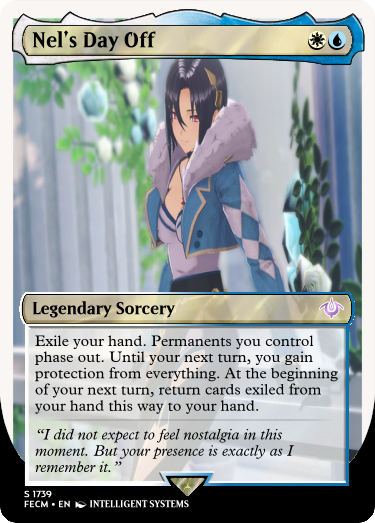 Nel's Day Off
Legendary Sorcery
Exile your hand. Permanents you control
phase out. Until your next turn, you gain
protection from everything. At the beginning
of your next turn, return cards exiled from
your hand this way to your hand.
“I did not expect to feel nostalgia in this
moment. But your presence is exactly as I
remember it.”
S 1739
FECM • EN INTELLIGENT SYSTEMS